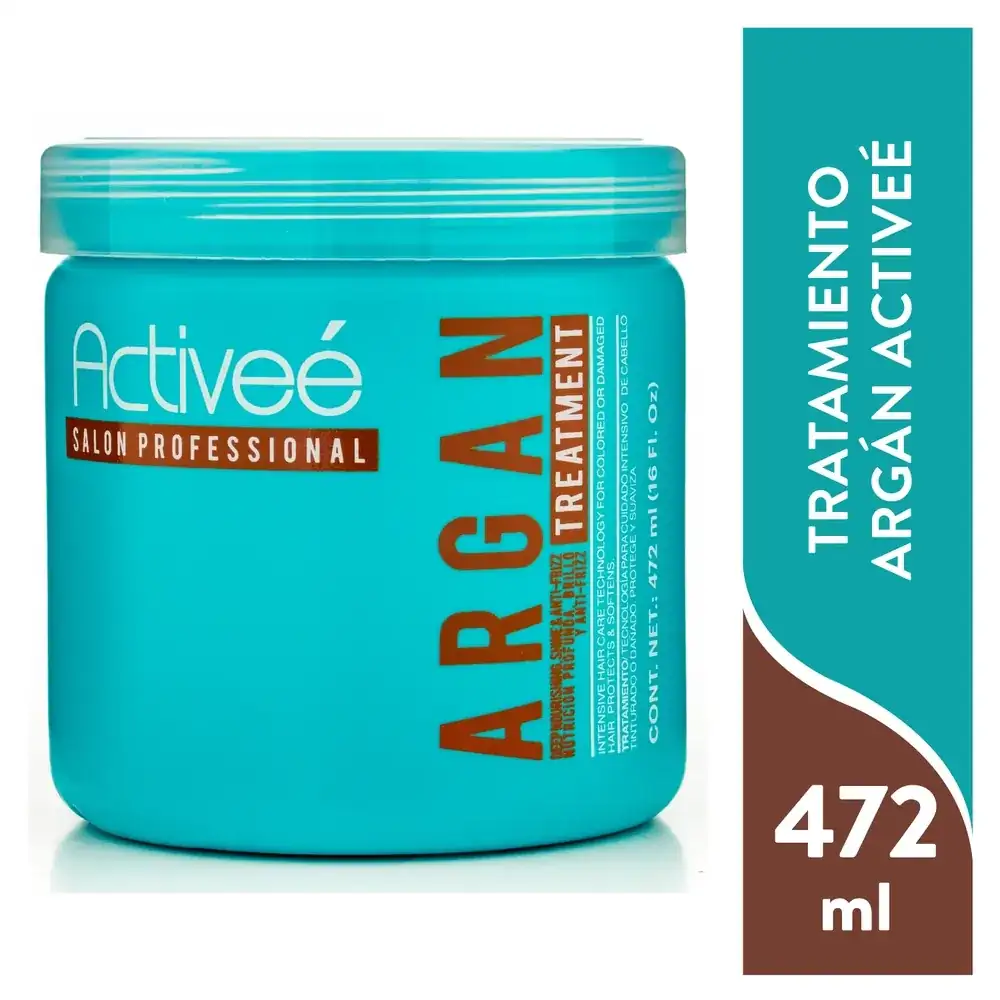 Activeé
SALON PROFESSIONAL
ARGAN
TREATMENT
DEEP NOURISHING, SHINE & ANTI-FRIZZ
NUTRICIÓN PROFUNDA, BRILLO
Y ANTI-FRIZZ
INTENSIVE HAIR CARE TECHNOLOGY FOR COLORED OR DAMAGED
HAIR, PROTECTS & SOFTENS.
TRATAMIENTO/TECNOLOGÍA PARA CUIDADO INTENSIVO DE CABELLO
TINTURADO O DAÑADO. PROTEGE Y SUAVIZA
CONT. NET.: 472 ml (16 Fl. Oz)
TRATAMIENTO
ARGÁN ACTIVEÉ
472
ml